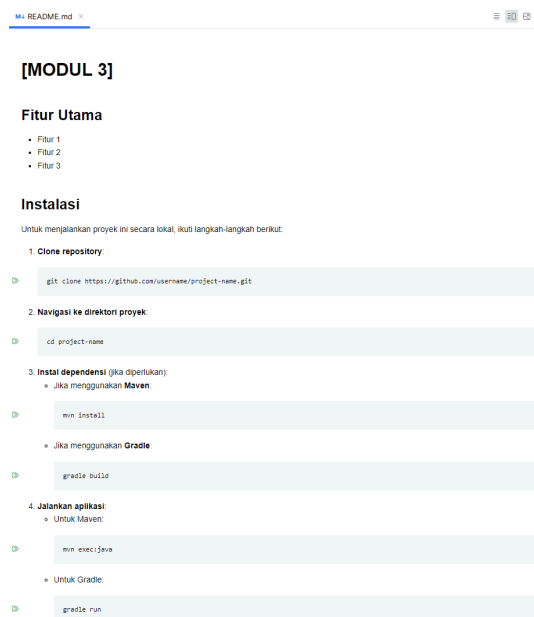 M↓ README.md ×
[MODUL 3]
Fitur Utama
Fitur 1
Fitur 2
Fitur 3
Instalasi
Untuk menjalankan proyek ini secara lokal, ikuti langkah-langkah berikut:
1. Clone repository:
git clone https://github.com/username/project-name.git
2. Navigasi ke direktori proyek:
cd project-name
3. Instal dependensi (jika diperlukan):
Jika menggunakan Maven:
mvn install
Jika menggunakan Gradle:
gradle build
4. Jalankan aplikasi:
Untuk Maven:
mvn exec:java
Untuk Gradle:
gradle run